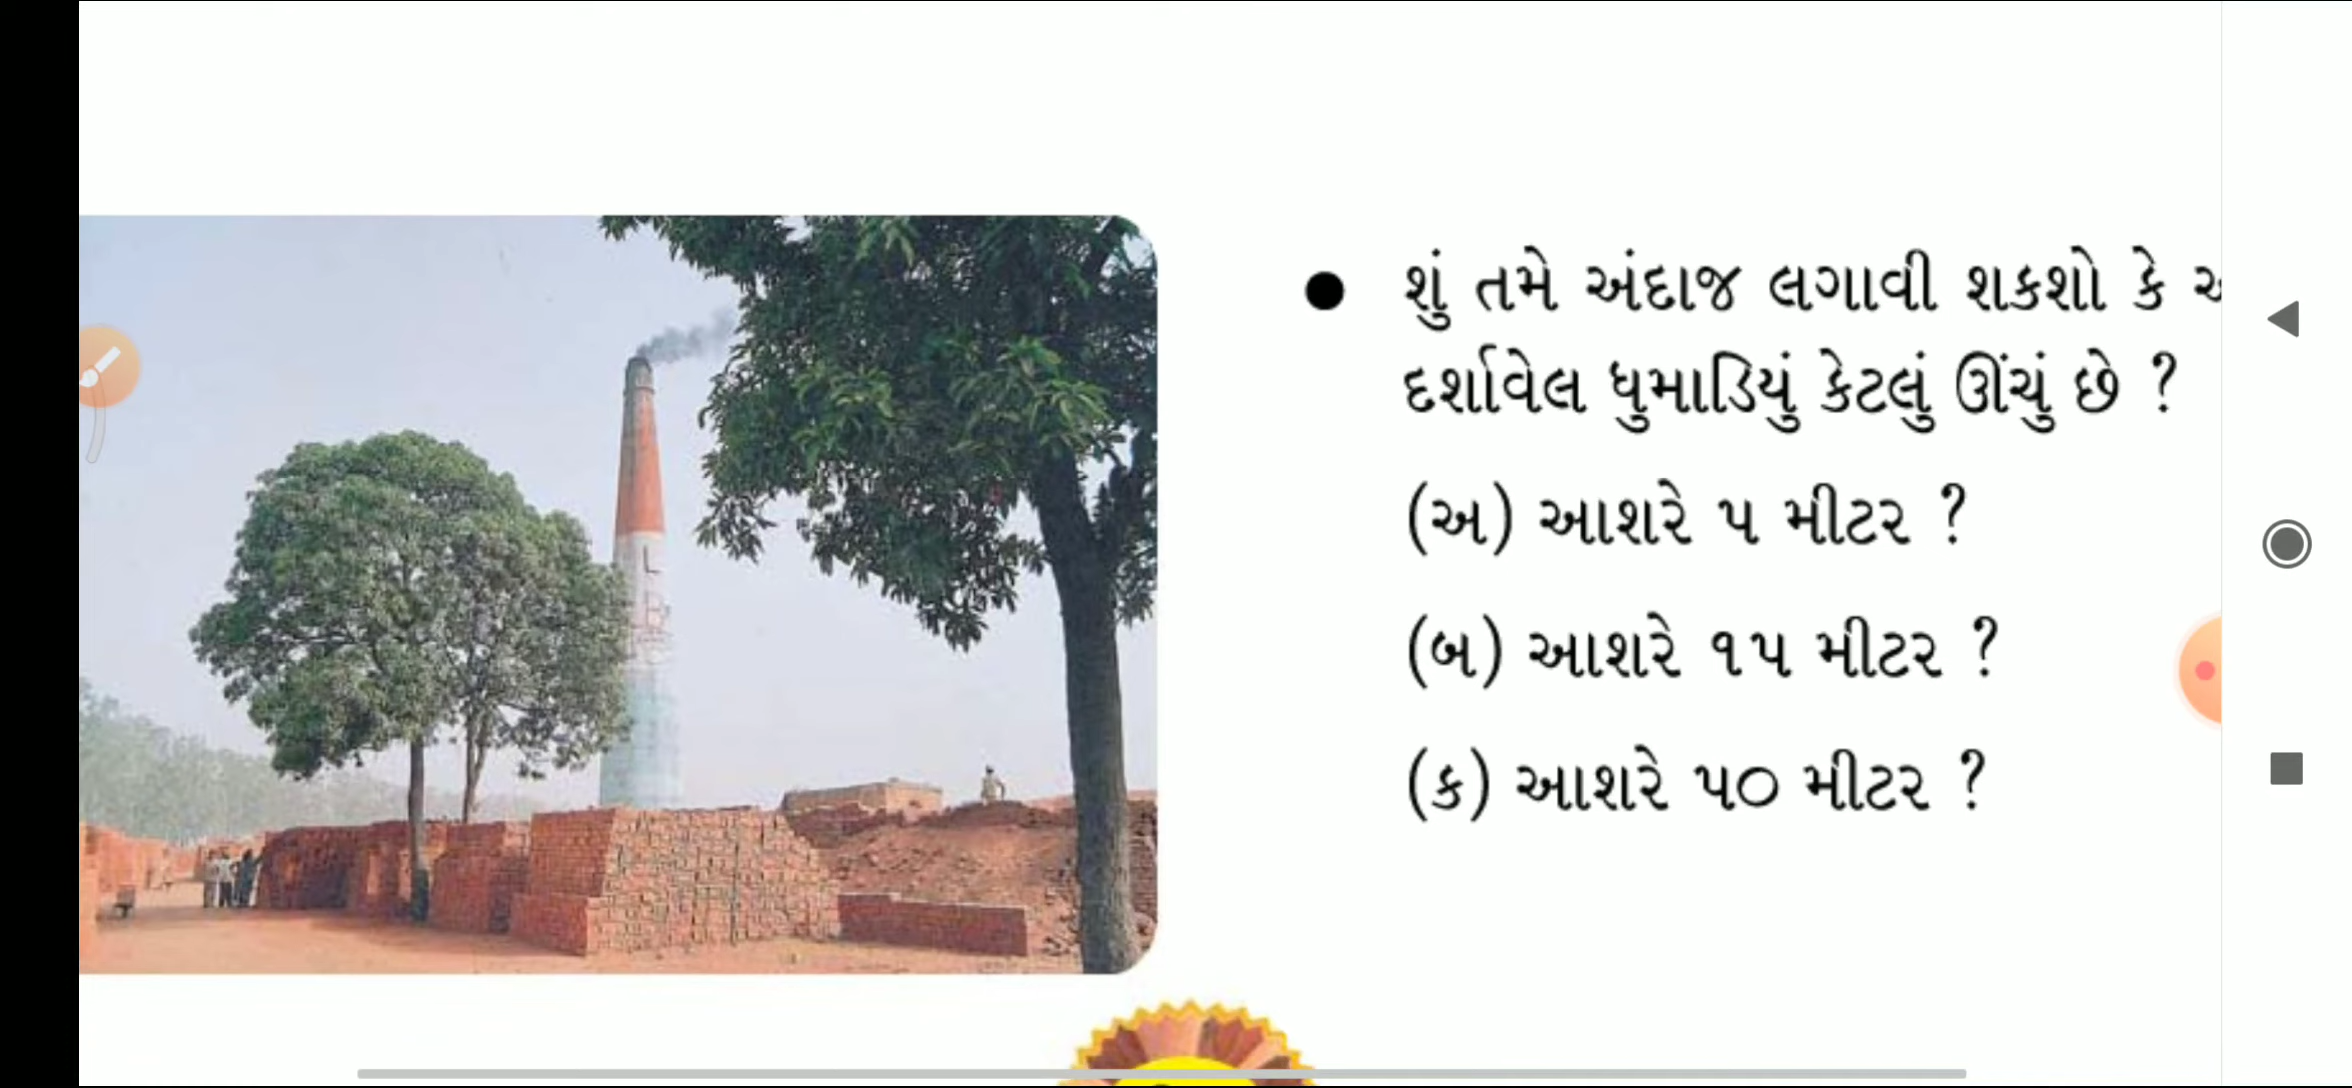 શું તમે અંદાજ લગાવી શકશો કે
દર્શાવેલ ધુમાડિયું કેટલું ઊંચું છે ?
(અ) આશરે ૫ મીટર ?
(બ) આશરે ૧૫ મીટર ?
(ક) આશરે ૫૦ મીટર ?
L
B